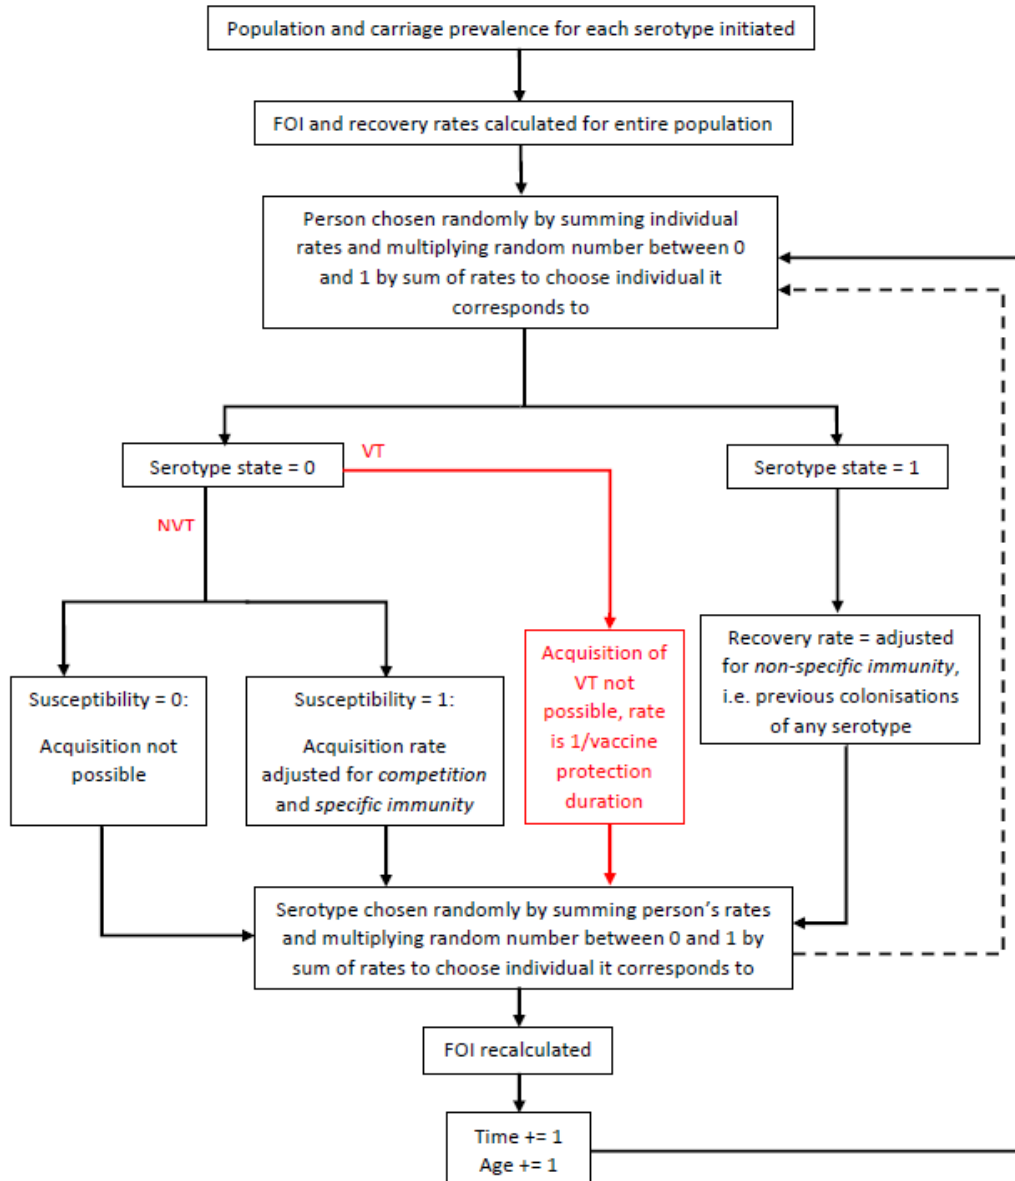 Population and carriage prevalence for each serotype initiated
FOI and recovery rates calculated for entire population
Person chosen randomly by summing individual
rates and multiplying random number between 0
and 1 by sum of rates to choose individual it
corresponds to
Serotype state = 0
VT
Serotype state = 1
NVT
Susceptibility = 0:
Acquisition not
possible
Susceptibility = 1:
Acquisition rate
adjusted for competition
and specific immunity
Acquisition of
VT not
possible, rate
is 1/vaccine
protection
duration
Recovery rate = adjusted
for non-specific immunity,
i.e. previous colonisations
of any serotype
Serotype chosen randomly by summing person's rates
and multiplying random number between 0 and 1 by
sum of rates to choose individual it corresponds to
FOI recalculated
Time += 1
Age += 1